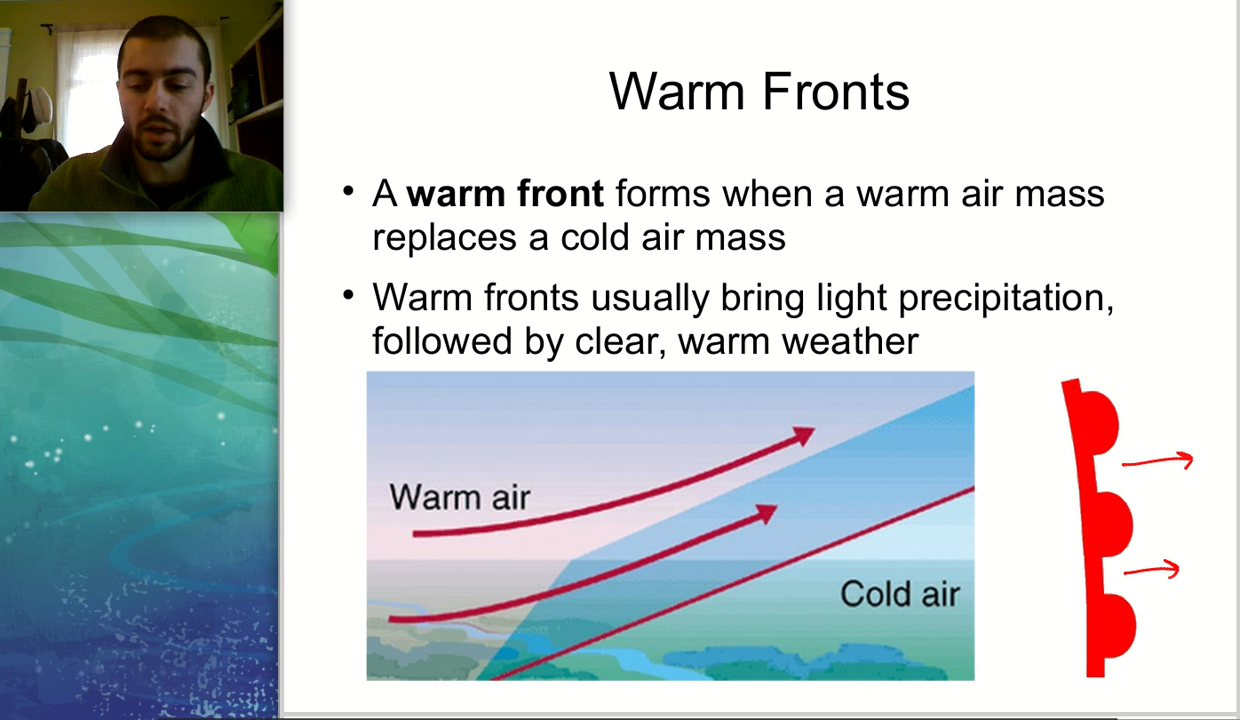 Warm Fronts
• A warm front forms when a warm air mass
replaces a cold air mass
• Warm fronts usually bring light precipitation,
followed by clear, warm weather
Warm air
Cold air